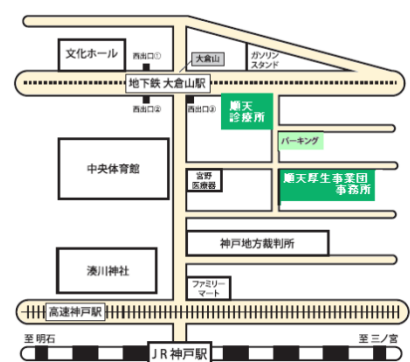 文化ホール
西出口①
大倉山
ガソリン
スタンド
地下鉄 大倉山駅
西出口②
西出口③
順天
診療所
パーキング
中央体育館
宮野
医療器
順天厚生事業団
事務所
神戸地方裁判所
湊川神社
ファミリー
マート
高速神戸駅
至 明石
至 三ノ宮
JR神戸駅